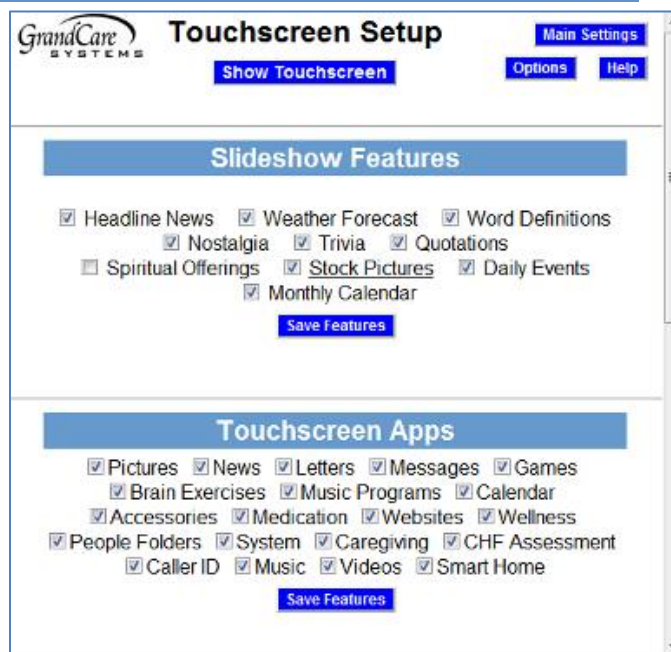 GrandCare
SYSTEMS
Touchscreen Setup
Main Settings
Show Touchscreen
Options Help
Slideshow Features
Headline News Weather Forecast Word Definitions
Nostalgia Trivia Quotations
Spiritual Offerings Stock Pictures Daily Events
Monthly Calendar
Save Features
Touchscreen Apps
Pictures News Letters Messages Games
Brain Exercises Music Programs Calendar
Accessories Medication Websites Wellness
People Folders System Caregiving CHF Assessment
Caller ID Music Videos Smart Home
Save Features